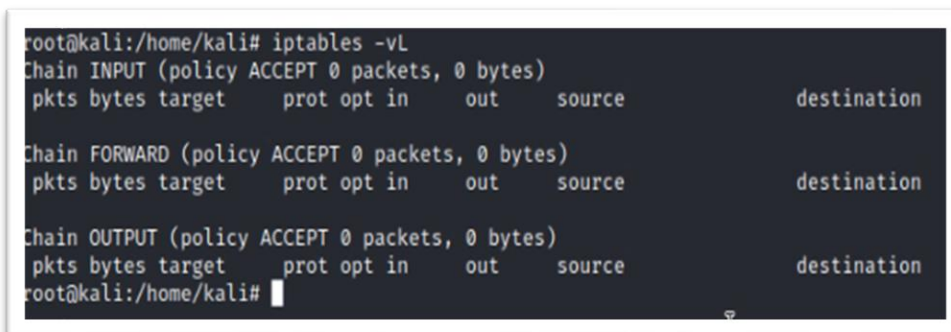 root@kali:/home/kali# iptables -vL
Chain INPUT (policy ACCEPT 0 packets, 0 bytes)
pkts bytes target prot opt in out source destination
Chain FORWARD (policy ACCEPT 0 packets, 0 bytes)
pkts bytes target prot opt in out source destination
Chain OUTPUT (policy ACCEPT 0 packets, 0 bytes)
pkts bytes target prot opt in out source destination
root@kali:/home/kali#